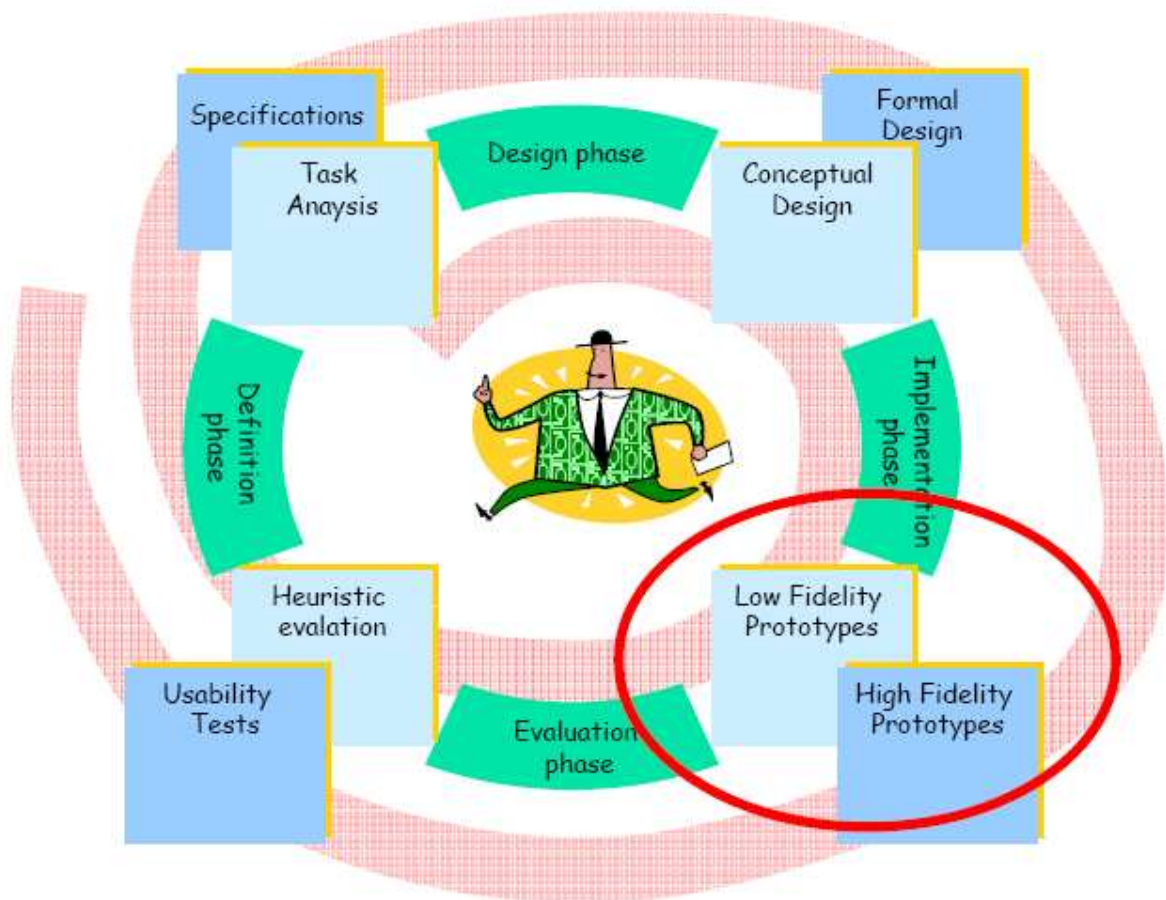 Specifications
Task
Anaysis
Design phase
Formal
Design
Conceptual
Design
Definition
phase
Implementation
phase
Heuristic
evalation
Usability
Tests
Evaluation
phase
Low Fidelity
Prototypes
High Fidelity
Prototypes